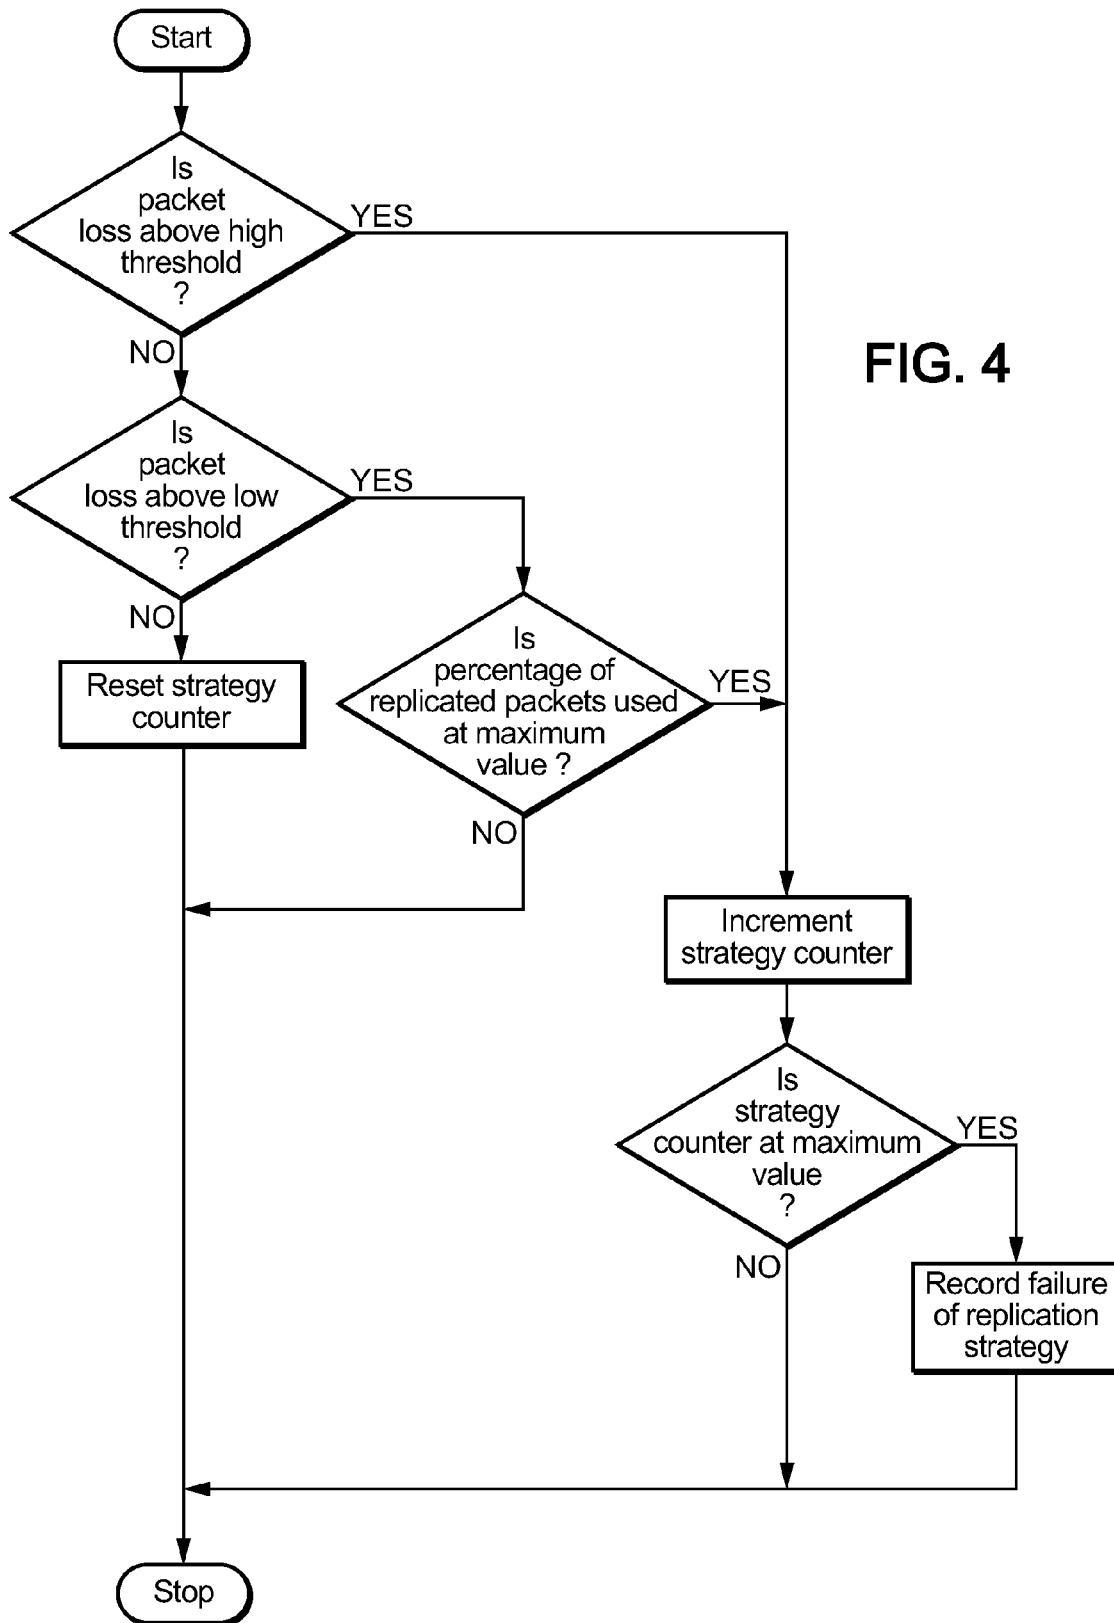 Start
Is
packet
loss above high
threshold
?
YES
NO
FIG. 4
Is
packet
loss above low
threshold
?
YES
NO
Reset strategy
counter
Is
percentage of
replicated packets used
at maximum
value ?
YES
NO
Increment
strategy counter
Is
strategy
counter at maximum
value
?
YES
NO
Record failure
of replication
strategy
Stop